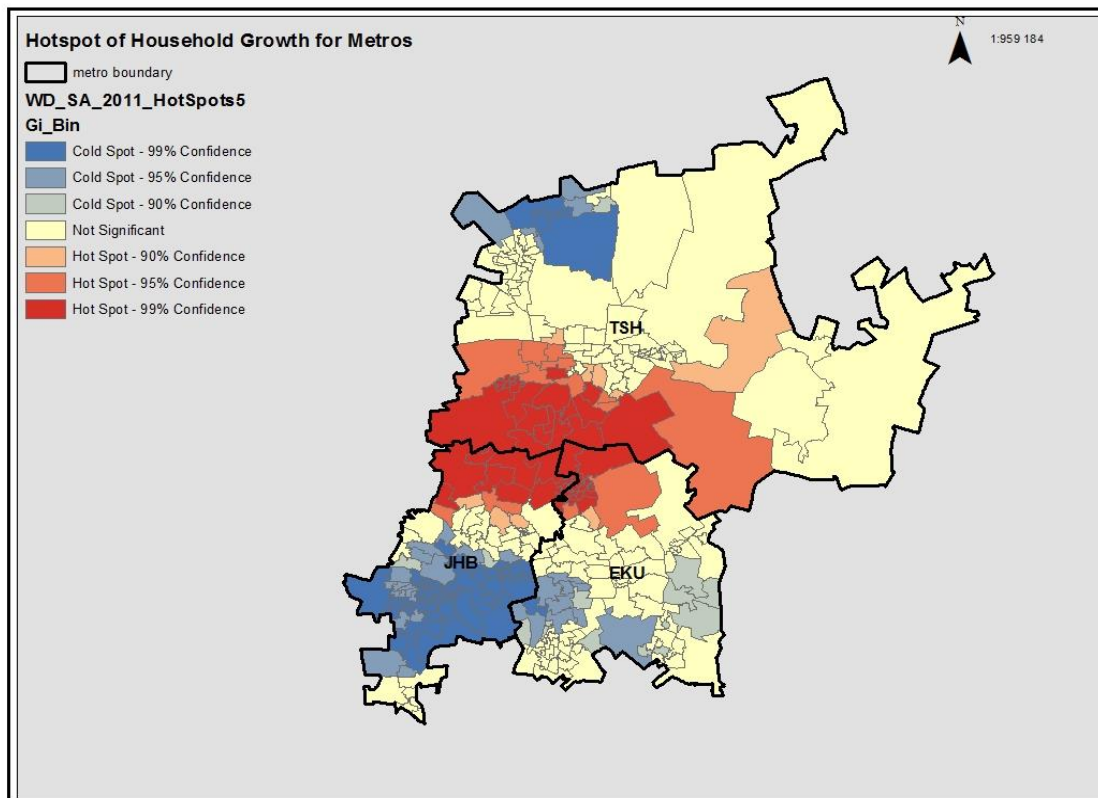 Hotspot of Household Growth for Metros
N
1:959 184
metro boundary
WD_SA_2011_HotSpots5
Gi_Bin
Cold Spot - 99% Confidence
Cold Spot - 95% Confidence
Cold Spot - 90% Confidence
Not Significant
Hot Spot - 90% Confidence
Hot Spot - 95% Confidence
Hot Spot - 99% Confidence
TSH
JHB
EKU